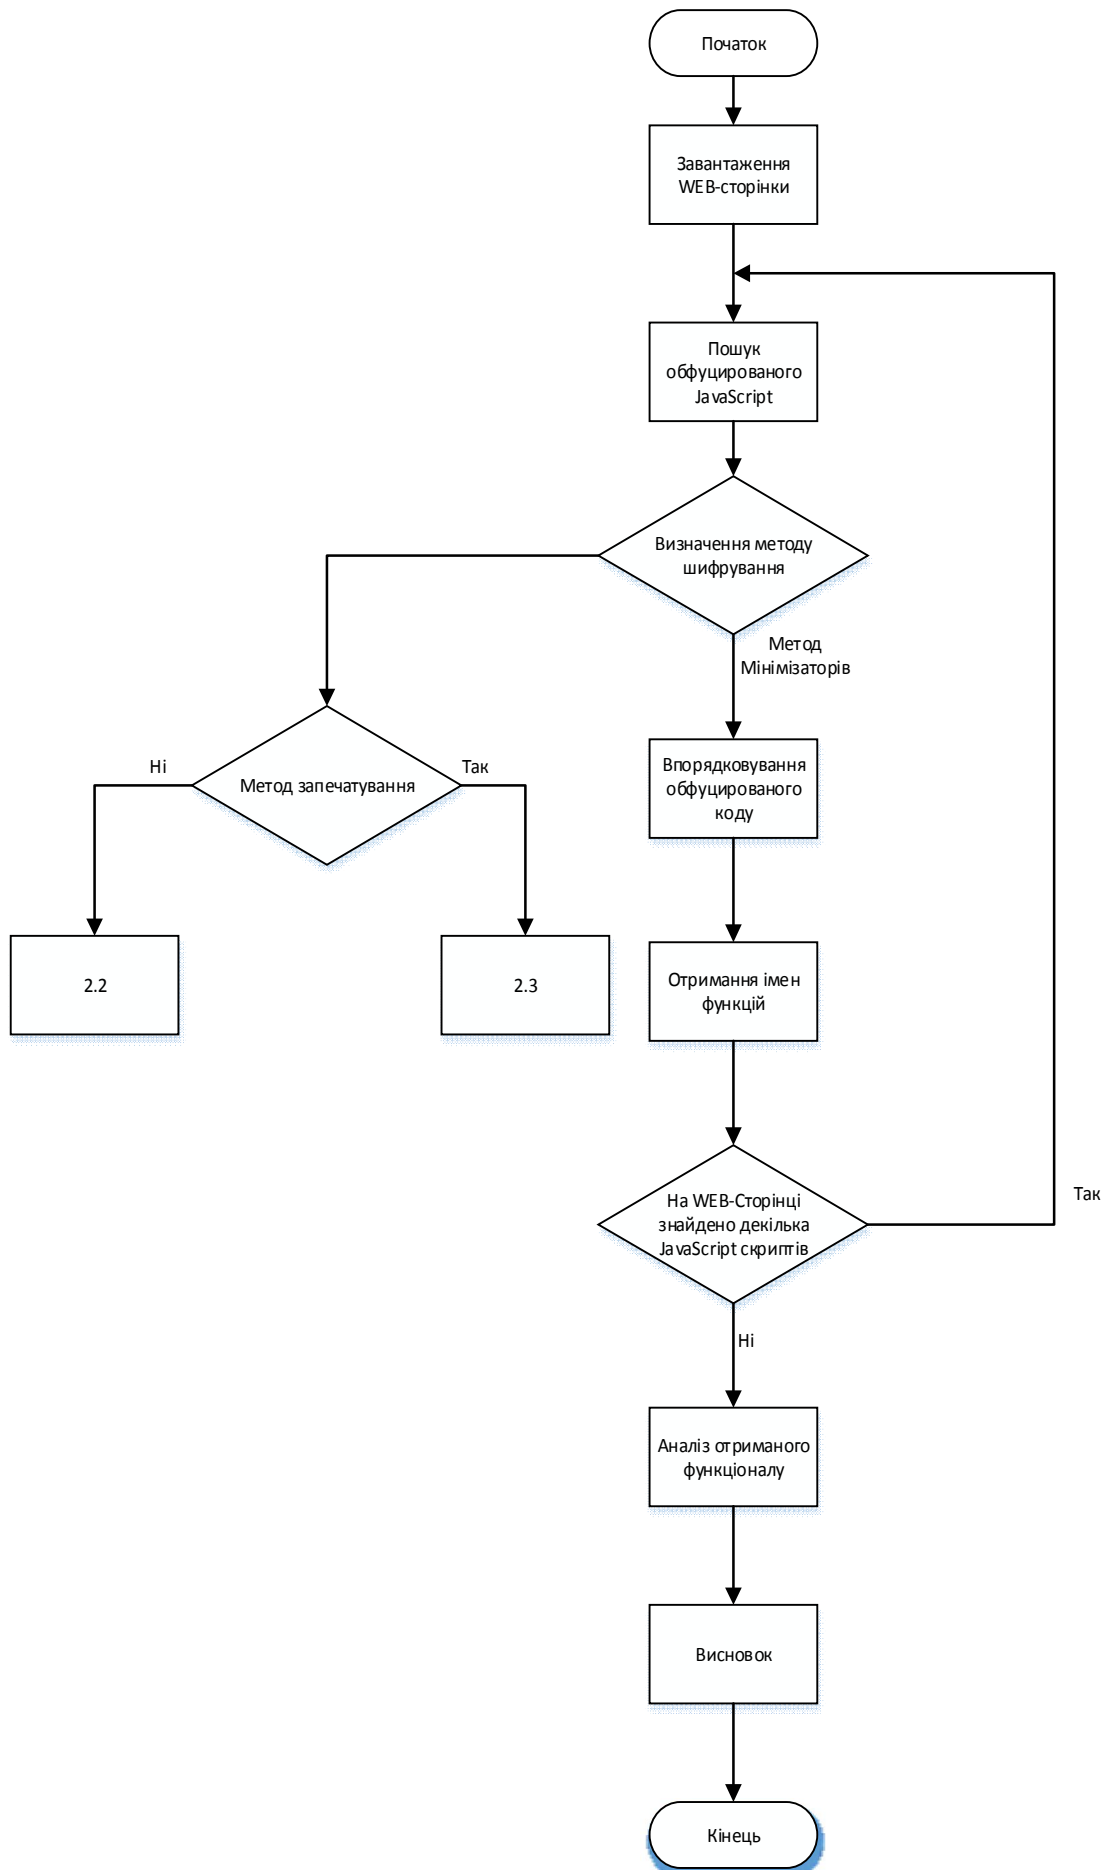 Початок
Завантаження
WEB-сторінки
Пошук
обфуцированого
JavaScript
Визначення методу
шифрування
Метод
Мінімізаторів
Ні
Метод запечатування
Так
Впорядковування
обфуцированого
коду
2.2
2.3
Отримання імен
функцій
На WEB-Сторінці
знайдено декілька
JavaScript скриптів
Так
Ні
Аналіз отриманого
функціоналу
Висновок
Кінець